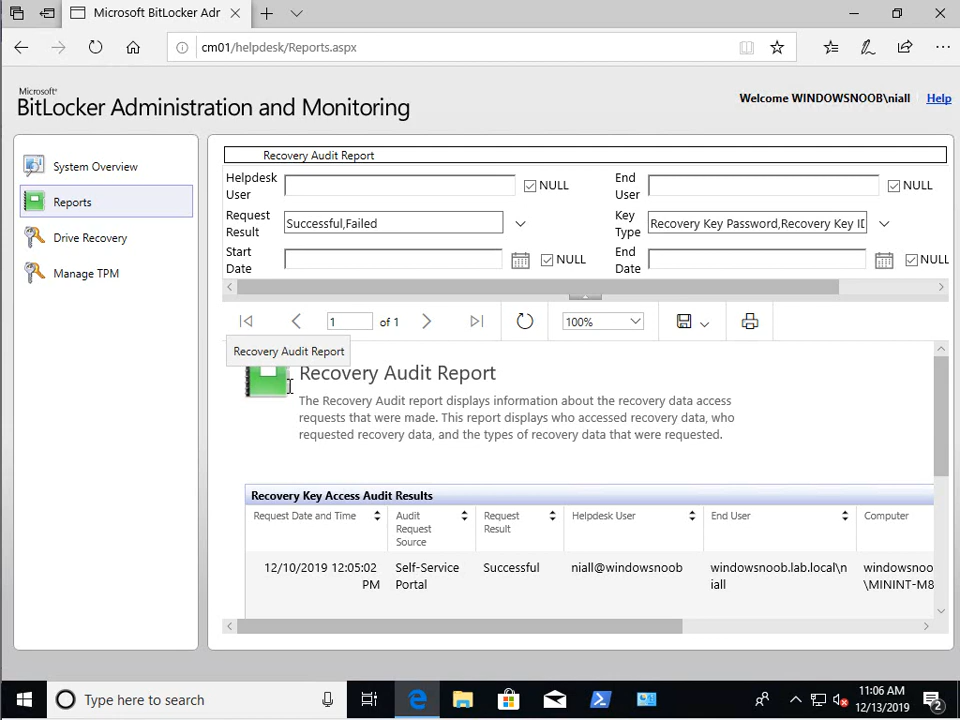 Microsoft BitLocker Adr
cm01/helpdesk/Reports.aspx
Microsoft®
BitLocker Administration and Monitoring
Welcome WINDOWSNOOB\niall
Help
System Overview
Reports
Drive Recovery
Manage TPM
Recovery Audit Report
Helpdesk User
NULL
End User
NULL
Request Result
Successful,Failed
Key Type
Recovery Key Password,Recovery Key ID
Start Date
NULL
End Date
NULL
1
of 1
100%
Recovery Audit Report
Recovery Audit Report
The Recovery Audit report displays information about the recovery data access
requests that were made. This report displays who accessed recovery data, who
requested recovery data, and the types of recovery data that were requested.
Recovery Key Access Audit Results
Request Date and Time
Audit Request Source
Request Result
Helpdesk User
End User
Computer
12/10/2019 12:05:02 PM
Self-Service Portal
Successful
niall@windowsnoob
windowsnoob.lab.local\niall
windowsnoo
\MININT-M8
Type here to search
11:06 AM
12/13/2019
2